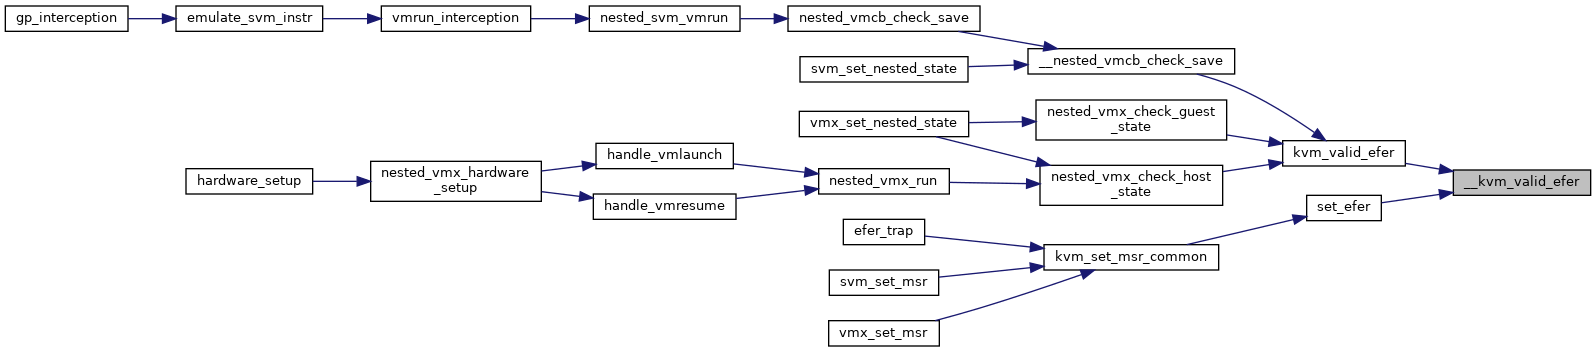 gp_interception
emulate_svm_instr
vmrun_interception
nested_svm_vmrun
nested_vmcb_check_save
__nested_vmcb_check_save
svm_set_nested_state
vmx_set_nested_state
nested_vmx_check_guest
_state
kvm_valid_efer
handle_vmlaunch
hardware_setup
nested_vmx_hardware
_setup
nested_vmx_run
nested_vmx_check_host
_state
__kvm_valid_efer
handle_vmresume
set_efer
efer_trap
kvm_set_msr_common
svm_set_msr
vmx_set_msr